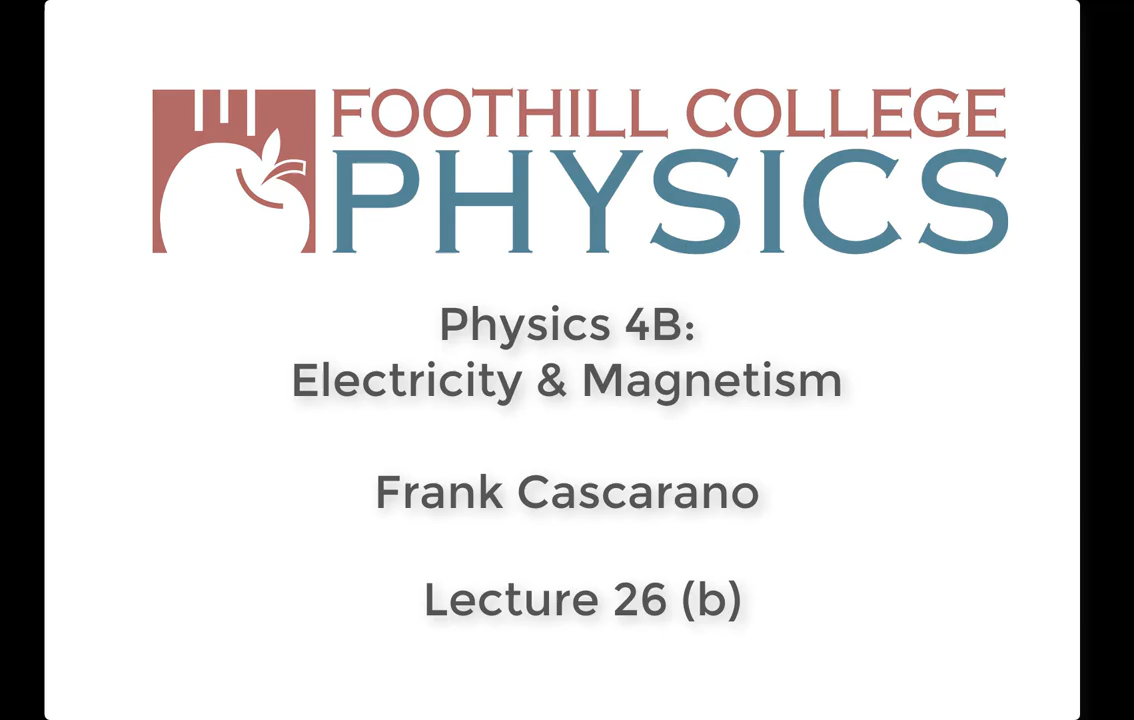 FOOTHILL COLLEGE
PHYSICS
Physics 4B:
Electricity & Magnetism
Frank Cascarano
Lecture 26 (b)